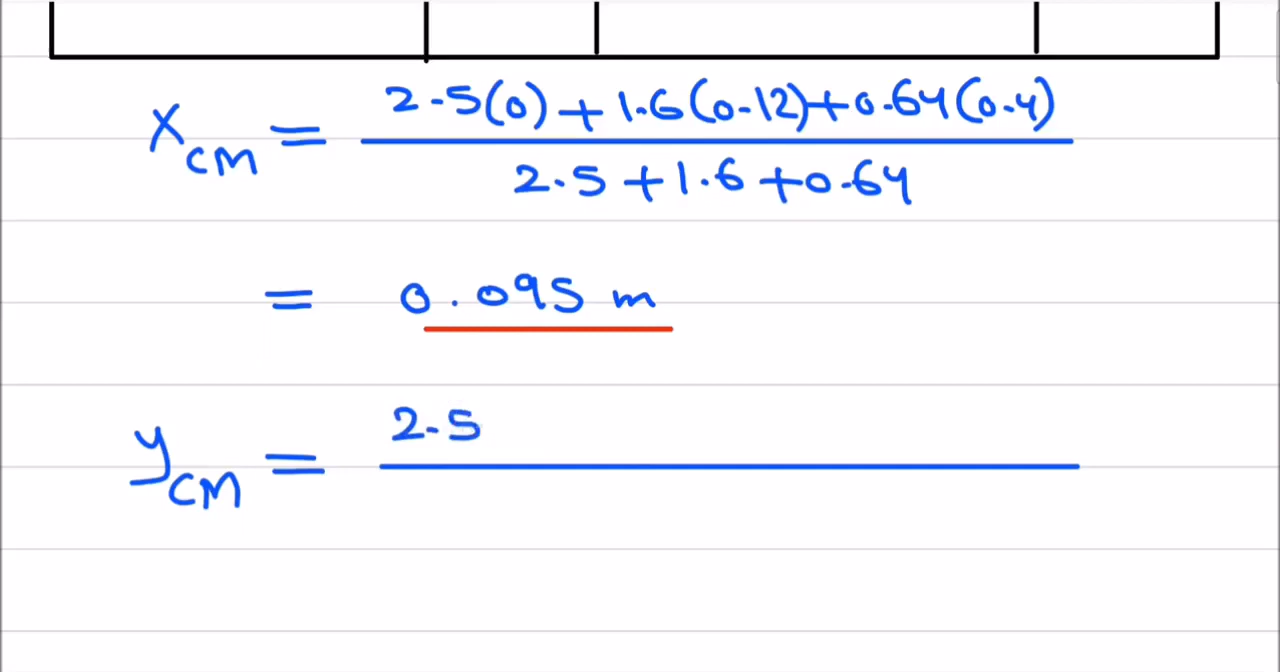 x_cm = (2.5(0) + 1.6(0.12) + 0.64(0.4)) / (2.5 + 1.6 + 0.64)
= 0.095 m
y_cm = 2.5